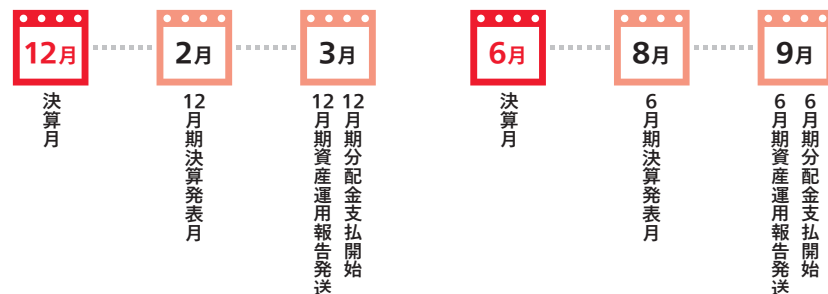 12月
2月
3月
6月
8月
9月
決算月
12月期決算発表月
12月期分配金支払開始
12月期資産運用報告発送
決算月
6月期決算発表月
6月期分配金支払開始
6月期資産運用報告発送